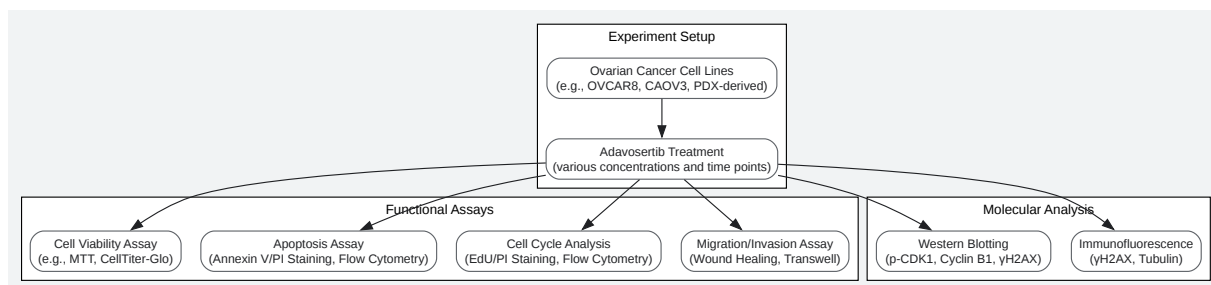 Experiment Setup
Ovarian Cancer Cell Lines
(e.g., OVCAR8, CAOV3, PDX-derived)
Adavosertib Treatment
(various concentrations and time points)
Functional Assays
Cell Viability Assay
(e.g., MTT, CellTiter-Glo)
Apoptosis Assay
(Annexin V/PI Staining, Flow Cytometry)
Cell Cycle Analysis
(EdU/PI Staining, Flow Cytometry)
Migration/Invasion Assay
(Wound Healing, Transwell)
Molecular Analysis
Western Blotting
(p-CDK1, Cyclin B1, γH2AX)
Immunofluorescence
(γH2AX, Tubulin)